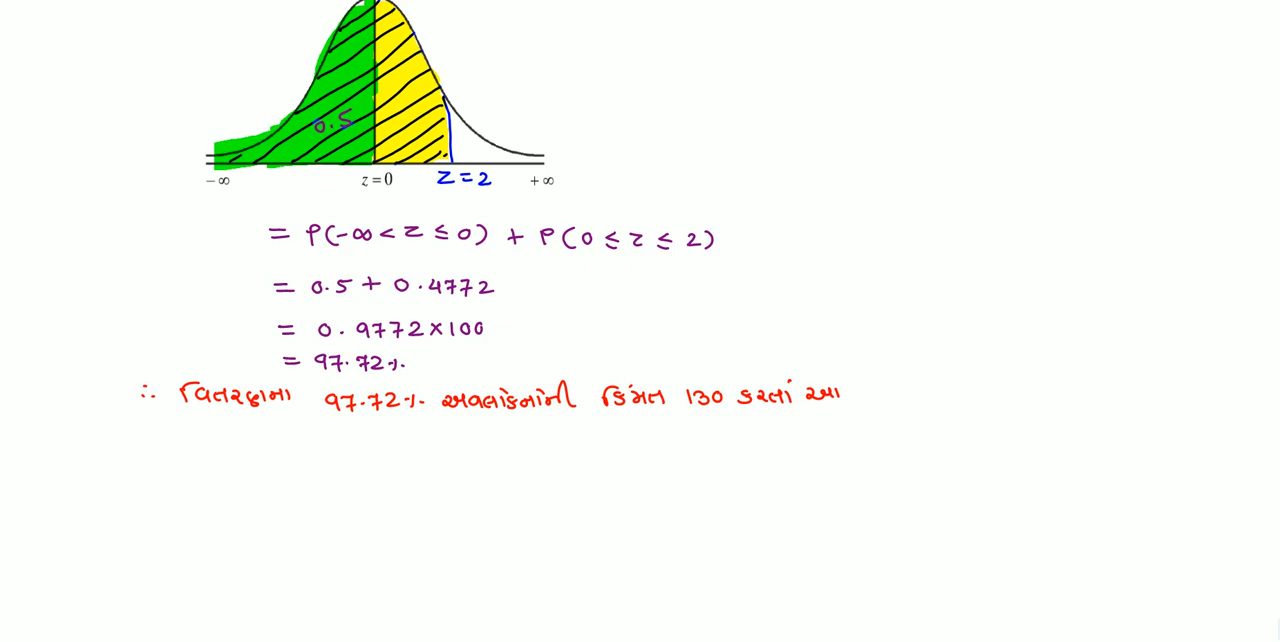 0.5
−∞ z = 0 z = 2 +∞
= P(-∞ < z ≤ 0) + P(0 ≤ z ≤ 2)
= 0.5 + 0.4772
= 0.9772 × 100
= 97.72%
∴ વિતરણના 97.72% અવલોકનોની કિંમત 130 કરતાં આ